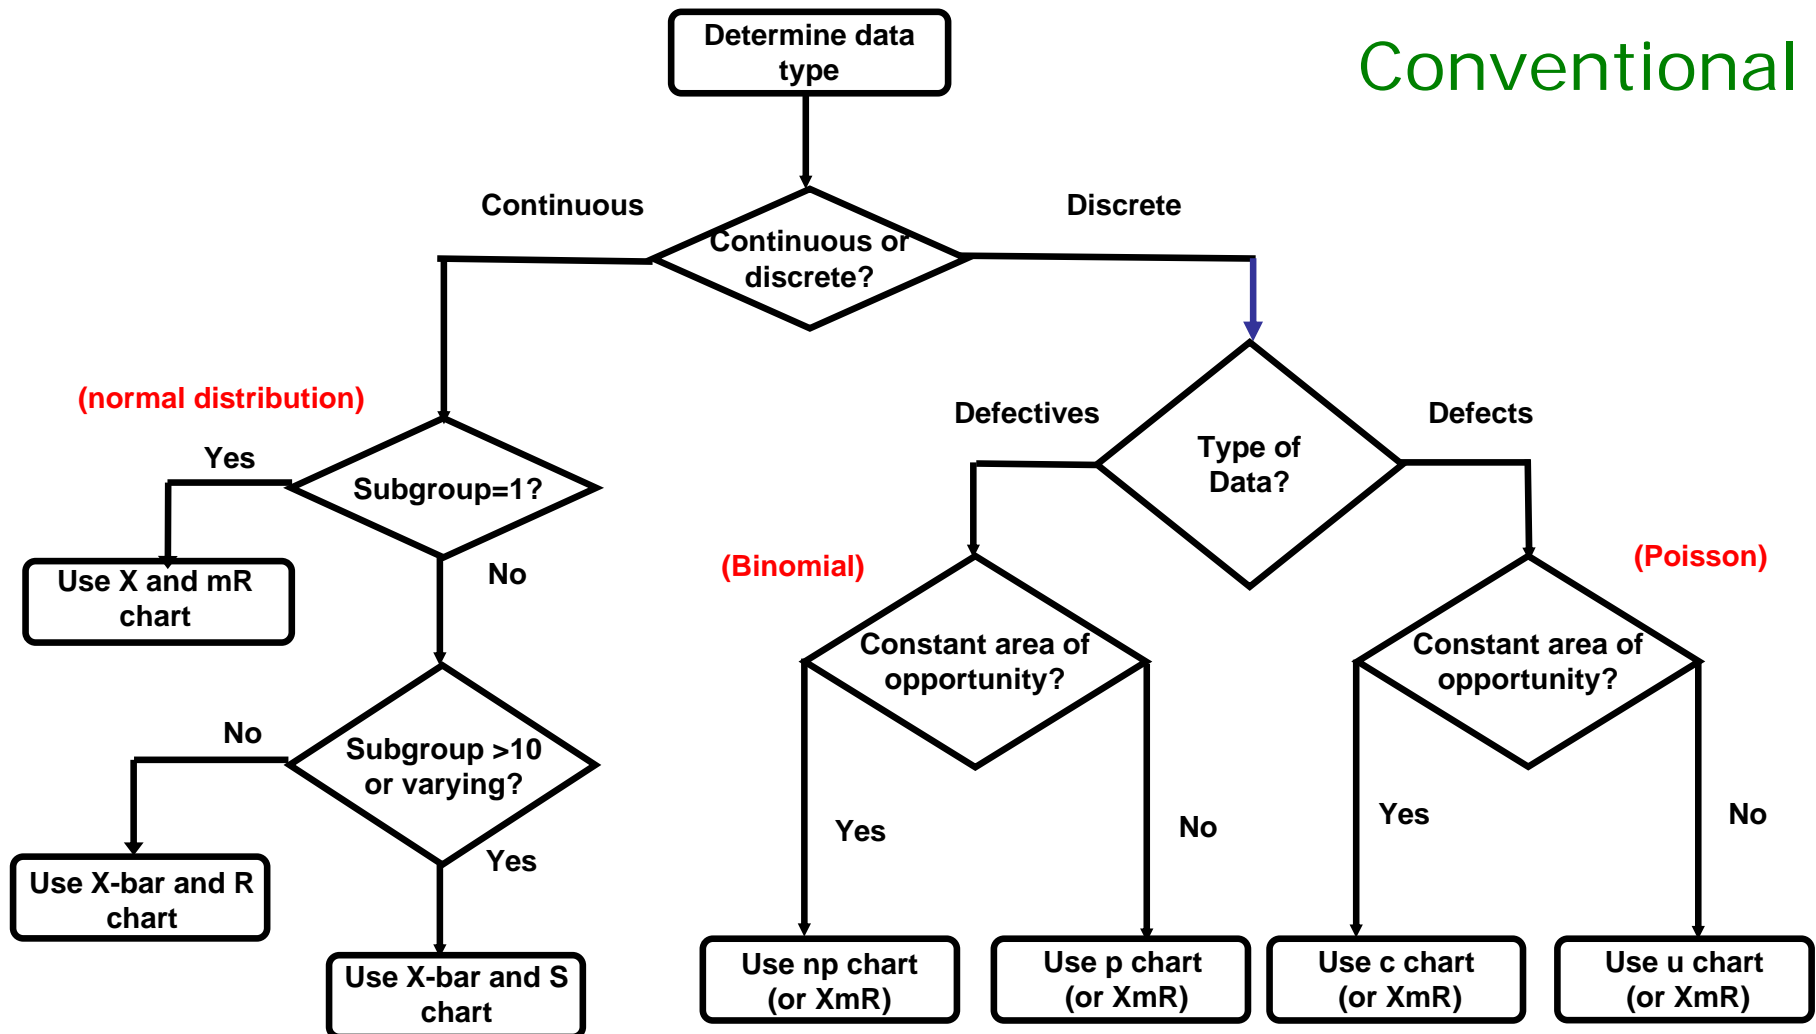 Determine data
type
Conventional
Continuous
Discrete
Continuous or
discrete?
(normal distribution)
Defectives
Defects
Yes
Subgroup=1?
Type of
Data?
Use X and mR
chart
No
(Binomial)
(Poisson)
Constant area of
opportunity?
Constant area of
opportunity?
No
Subgroup >10
or varying?
Yes
Yes
No
Yes
No
Use X-bar and R
chart
Use X-bar and S
chart
Use np chart
(or XmR)
Use p chart
(or XmR)
Use c chart
(or XmR)
Use u chart
(or XmR)